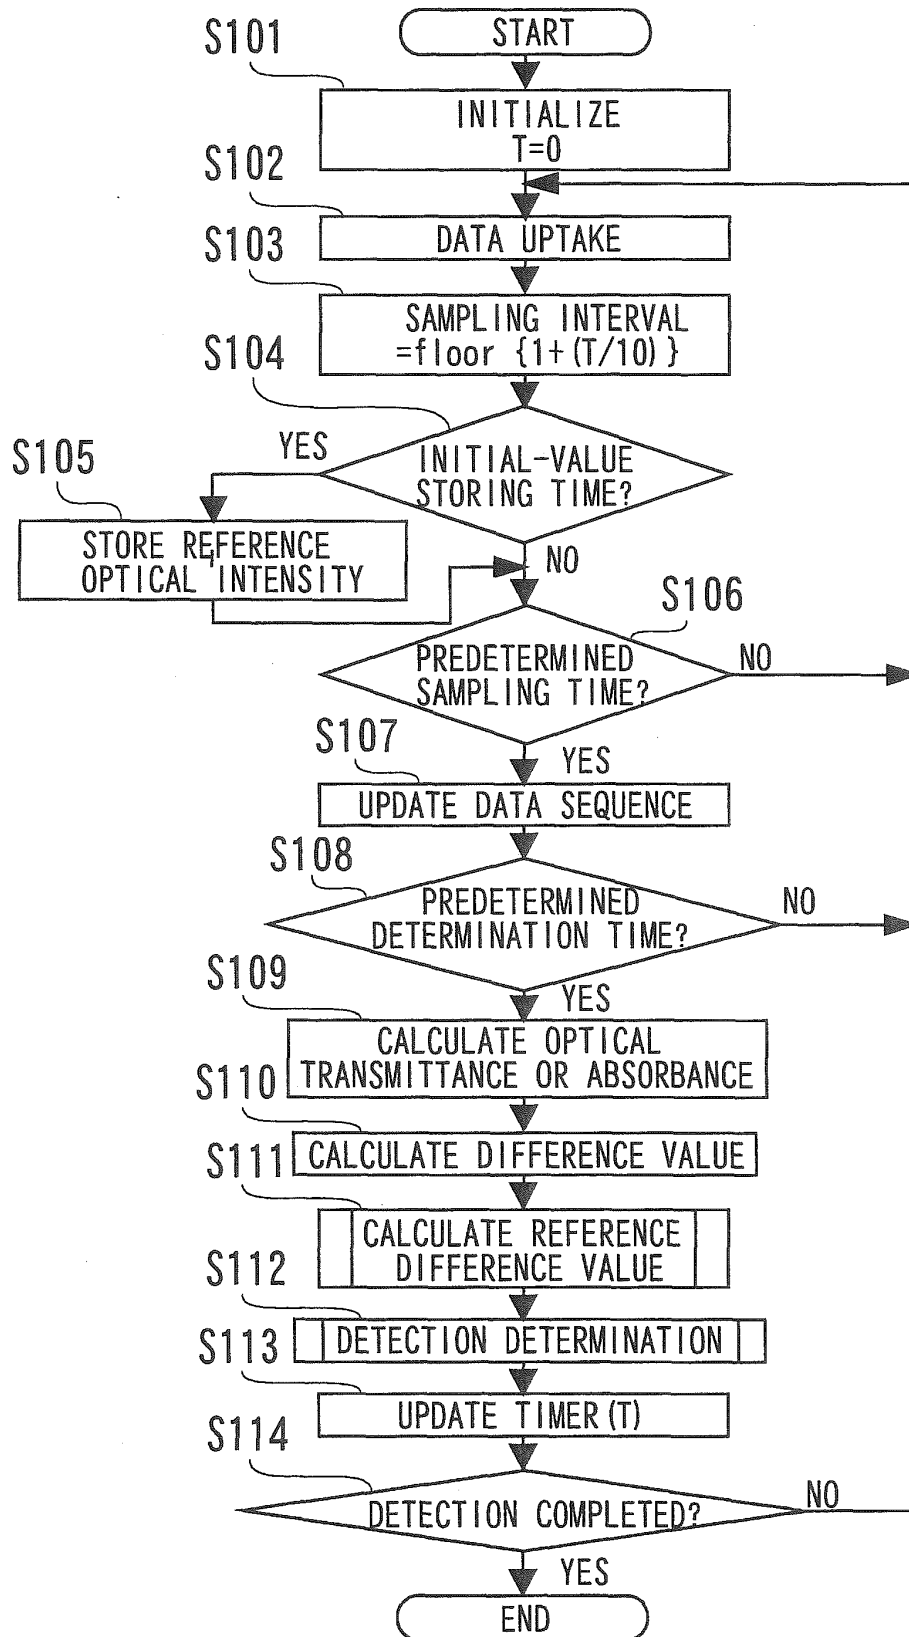 START
S101
INITIALIZE
T=0
S102
DATA UPTAKE
S103
SAMPLING INTERVAL
=floor {1+(T/10)}
S104
INITIAL-VALUE
STORING TIME?
YES
S105
STORE REFERENCE
OPTICAL INTENSITY
NO
S106
PREDETERMINED
SAMPLING TIME?
NO
YES
S107
UPDATE DATA SEQUENCE
S108
PREDETERMINED
DETERMINATION TIME?
NO
YES
S109
CALCULATE OPTICAL
TRANSMITTANCE OR ABSORBANCE
S110
CALCULATE DIFFERENCE VALUE
S111
CALCULATE REFERENCE
DIFFERENCE VALUE
S112
DETECTION DETERMINATION
S113
UPDATE TIMER(T)
S114
DETECTION COMPLETED?
NO
YES
END